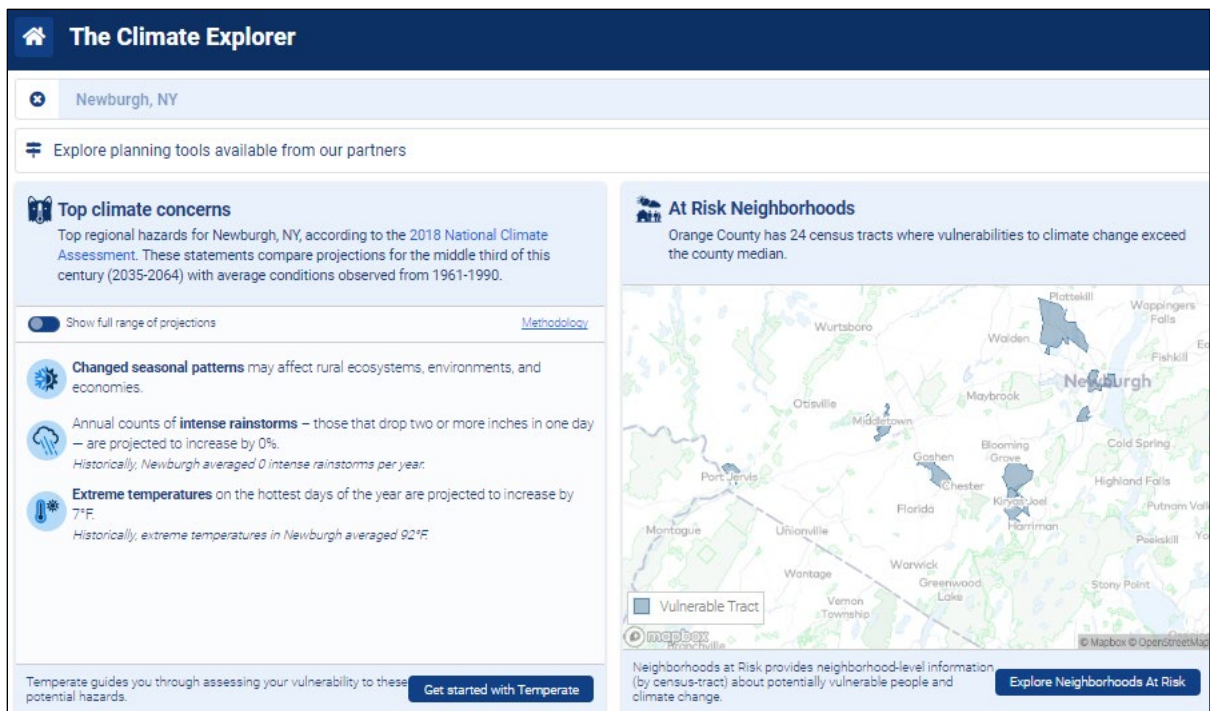 The Climate Explorer
Newburgh, NY
Explore planning tools available from our partners
Top climate concerns
Top regional hazards for Newburgh, NY, according to the 2018 National Climate
Assessment. These statements compare projections for the middle third of this
century (2035-2064) with average conditions observed from 1961-1990.
Show full range of projections
Methodology
Changed seasonal patterns may affect rural ecosystems, environments, and
economies.
Annual counts of intense rainstorms – those that drop two or more inches in one day
— are projected to increase by 0%.
Historically, Newburgh averaged 0 intense rainstorms per year.
Extreme temperatures on the hottest days of the year are projected to increase by
7°F.
Historically, extreme temperatures in Newburgh averaged 92°F.
Temperate guides you through assessing your vulnerability to these
potential hazards.
Get started with Temperate
At Risk Neighborhoods
Orange County has 24 census tracts where vulnerabilities to climate change exceed
the county median.
Plattekill
Wappingers
Falls
Wurtsboro
Walden
Fishkill
Newburgh
Maybrook
Otisville
Middletown
Blooming
Grove
Cold Spring
Goshen
Port Jervis
Chester
Highland Falls
Florida
Kiryas Joel
Putnam Vall
Montague
Unionville
Harriman
Peekskill
Yo
Warwick
Wantage
Greenwood
Lake
Stony Point
Vernon
Township
Vulnerable Tract
mapbox
Branchville
© Mapbox © OpenStreetMap
Neighborhoods at Risk provides neighborhood-level information
(by census-tract) about potentially vulnerable people and
climate change.
Explore Neighborhoods At Risk